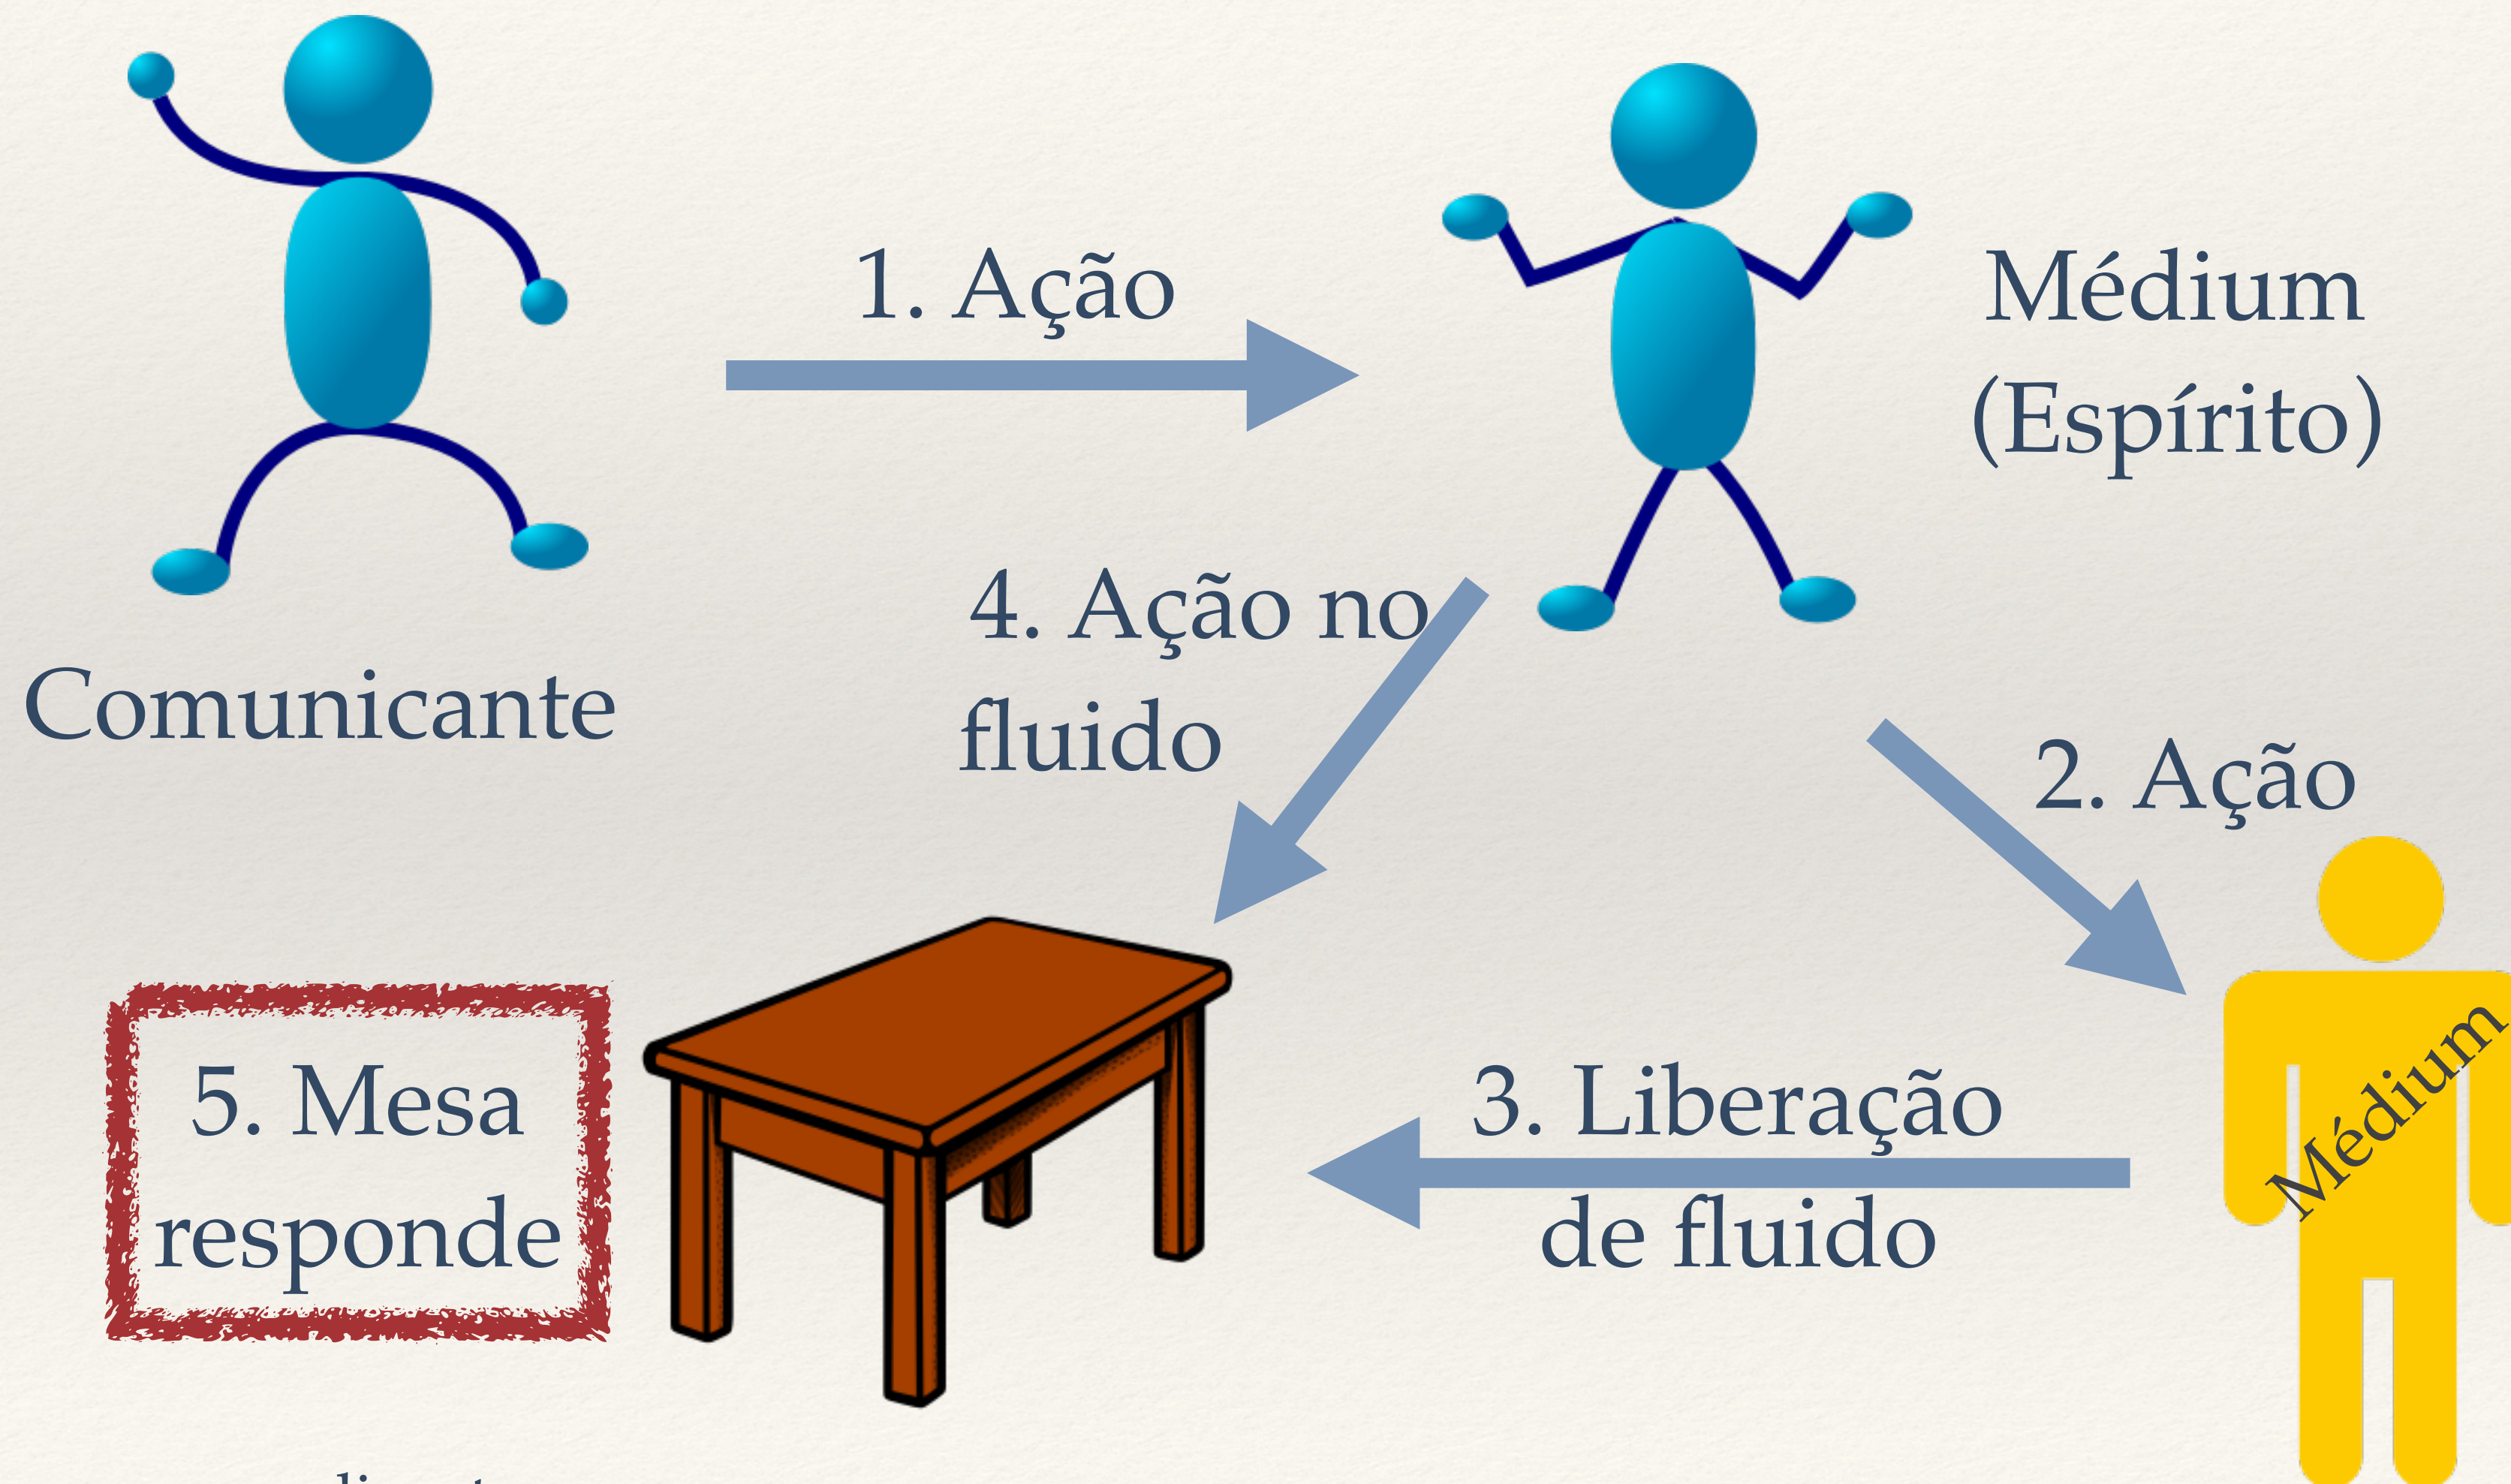 1. Ação
Médium
(Espírito)
4. Ação no
fluido
Comunicante
2. Ação
Médium
5. Mesa
responde
3. Liberação
de fluido